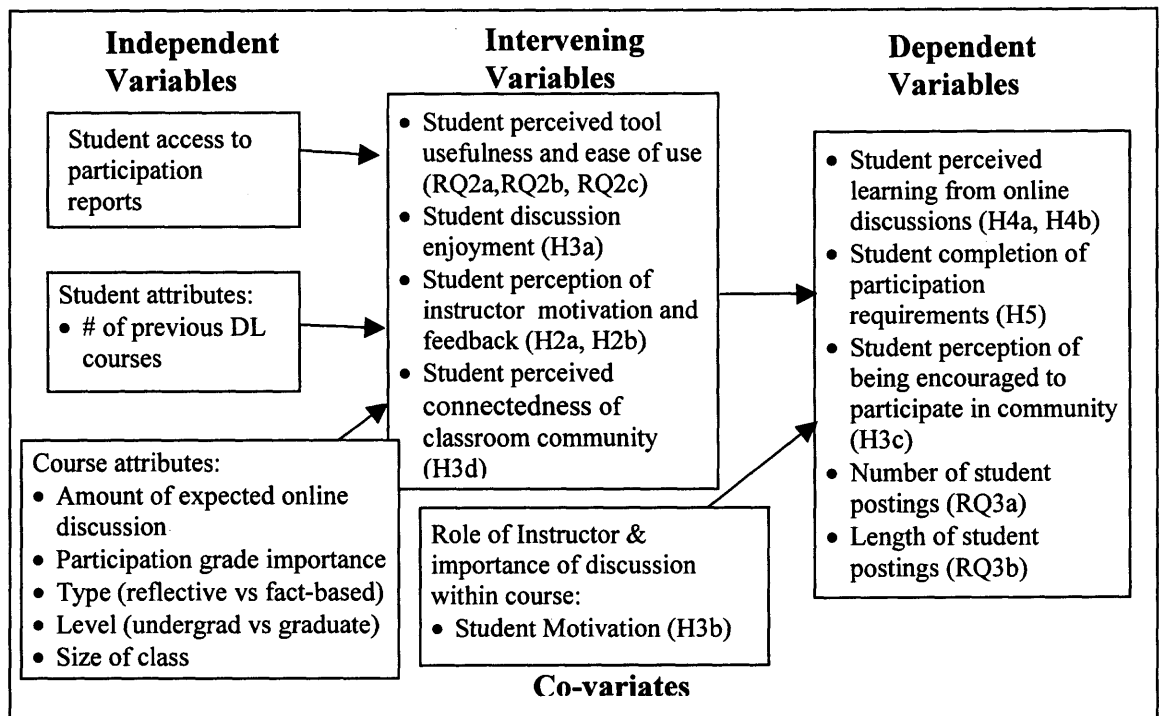 Independent
Variables
Student access to
participation
reports
Student attributes:
• # of previous DL
courses
Course attributes:
• Amount of expected online
discussion
• Participation grade importance
• Type (reflective vs fact-based)
• Level (undergrad vs graduate)
• Size of class
Intervening
Variables
• Student perceived tool
usefulness and ease of use
(RQ2a,RQ2b, RQ2c)
• Student discussion
enjoyment (H3a)
• Student perception of
instructor motivation and
feedback (H2a, H2b)
• Student perceived
connectedness of
classroom community
(H3d)
Role of Instructor &
importance of discussion
within course:
• Student Motivation (H3b)
Co-variates
Dependent
Variables
• Student perceived
learning from online
discussions (H4a, H4b)
• Student completion of
participation
requirements (H5)
• Student perception of
being encouraged to
participate in community
(H3c)
• Number of student
postings (RQ3a)
• Length of student
postings (RQ3b)